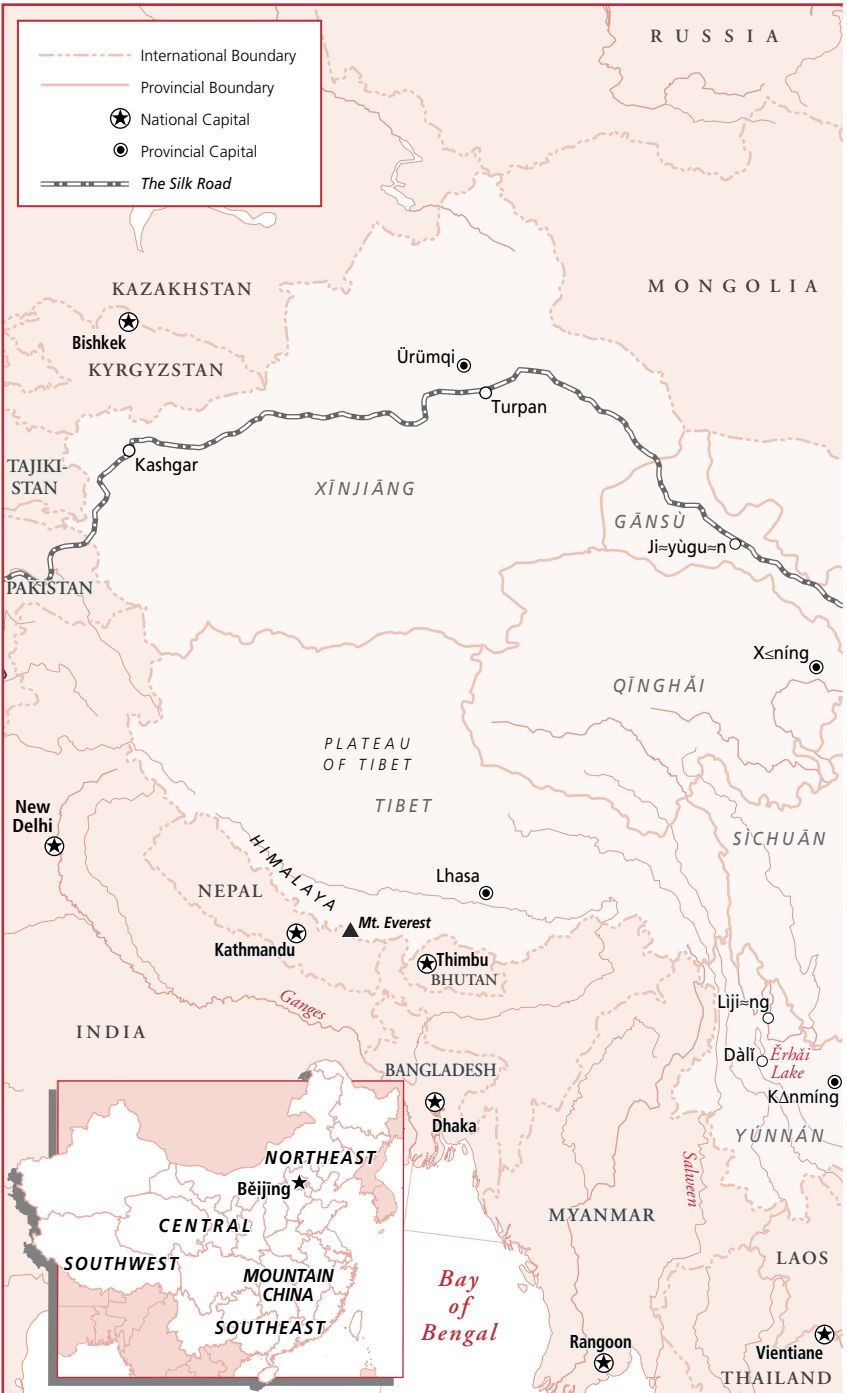 International Boundary
Provincial Boundary
National Capital
Provincial Capital
The Silk Road
RUSSIA
MONGOLIA
KAZAKHSTAN
Bishkek
KYRGYZSTAN
Ürümqi
Turpan
Kashgar
TAJIKI-
STAN
XĪNJIĀNG
GĀNSÙ
Ji≈yùgu≈n
PAKISTAN
X≤níng
QĪNGHǍI
PLATEAU
OF TIBET
TIBET
New
Delhi
SÌCHUĀN
HIMALAYA
NEPAL
Lhasa
Mt. Everest
Kathmandu
Thimbu
BHUTAN
Ganges
Lìji≈ng
INDIA
Dàlǐ
Ěrhǎi
Lake
BANGLADESH
K∆nmíng
Dhaka
YÚNNÁN
NORTHEAST
Běijīng
Salween
CENTRAL
MYANMAR
SOUTHWEST
LAOS
MOUNTAIN
CHINA
Bay
of
Bengal
SOUTHEAST
Rangoon
Vientiane
THAILAND